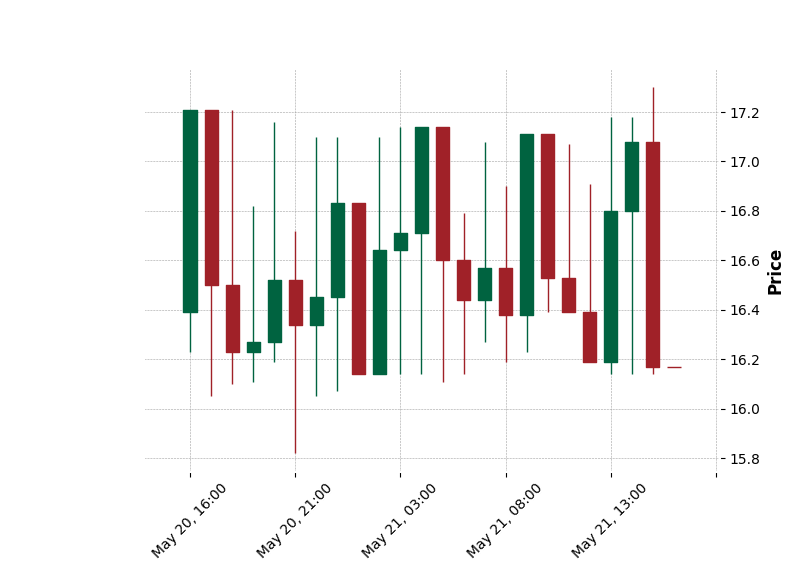 17.2
17.0
16.8
16.6
16.4
16.2
16.0
15.8
Price
May 20, 16:00
May 20, 21:00
May 21, 03:00
May 21, 08:00
May 21, 13:00